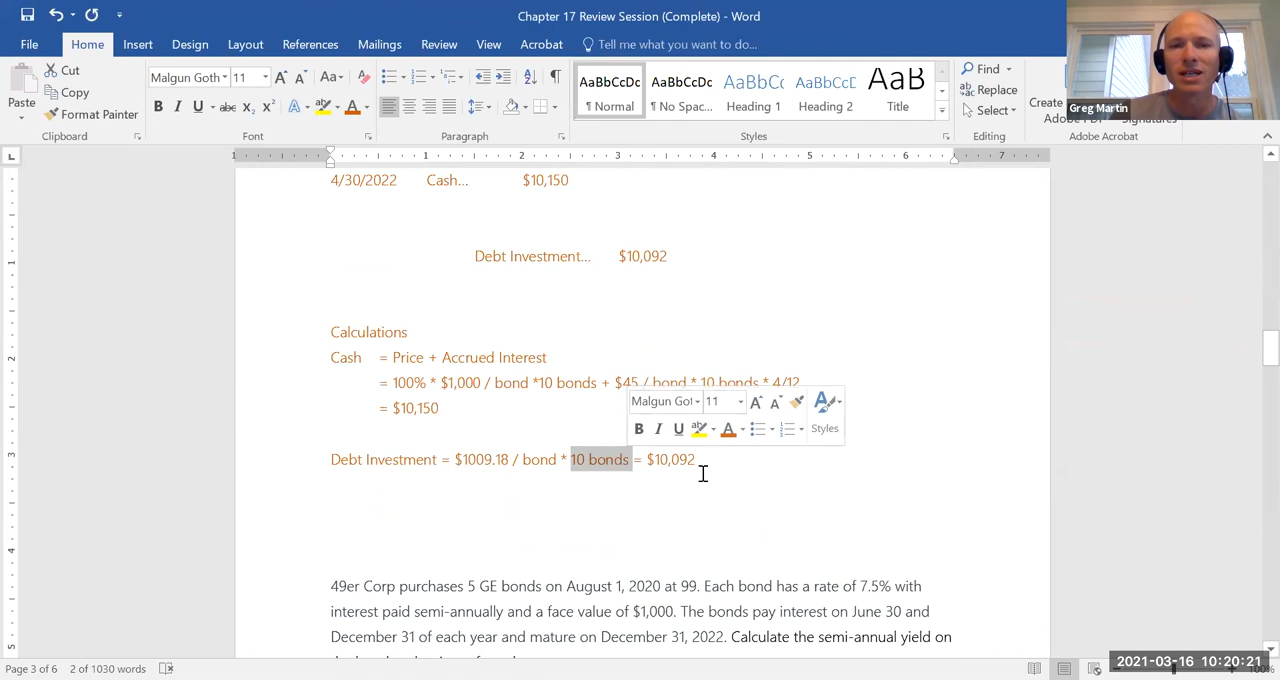 Chapter 17 Review Session (Complete) - Word
File Home Insert Design Layout References Mailings Review View Acrobat Tell me what you want to do...
Greg Martin
Paste
Cut
Copy
Format Painter
Clipboard
Malgun Goth 11
Font
Paragraph
AaBbCcDc AaBbCcDc AaBbCc AaBbCcD AaB
¶ Normal ¶ No Spac... Heading 1 Heading 2 Title
Styles
Find
Replace
Select
Editing
Create
Adobe Acrobat
4/30/2022 Cash... $10,150
Debt Investment... $10,092
Calculations
Cash = Price + Accrued Interest
= 100% * $1,000 / bond *10 bonds + $45 / bond * 10 bonds * 4/12
= $10,150
Malgun Got 11
Styles
Debt Investment = $1009.18 / bond * 10 bonds = $10,092
49er Corp purchases 5 GE bonds on August 1, 2020 at 99. Each bond has a rate of 7.5% with
interest paid semi-annually and a face value of $1,000. The bonds pay interest on June 30 and
December 31 of each year and mature on December 31, 2022. Calculate the semi-annual yield on
Page 3 of 6 2 of 1030 words
2021-03-16 10:20:21